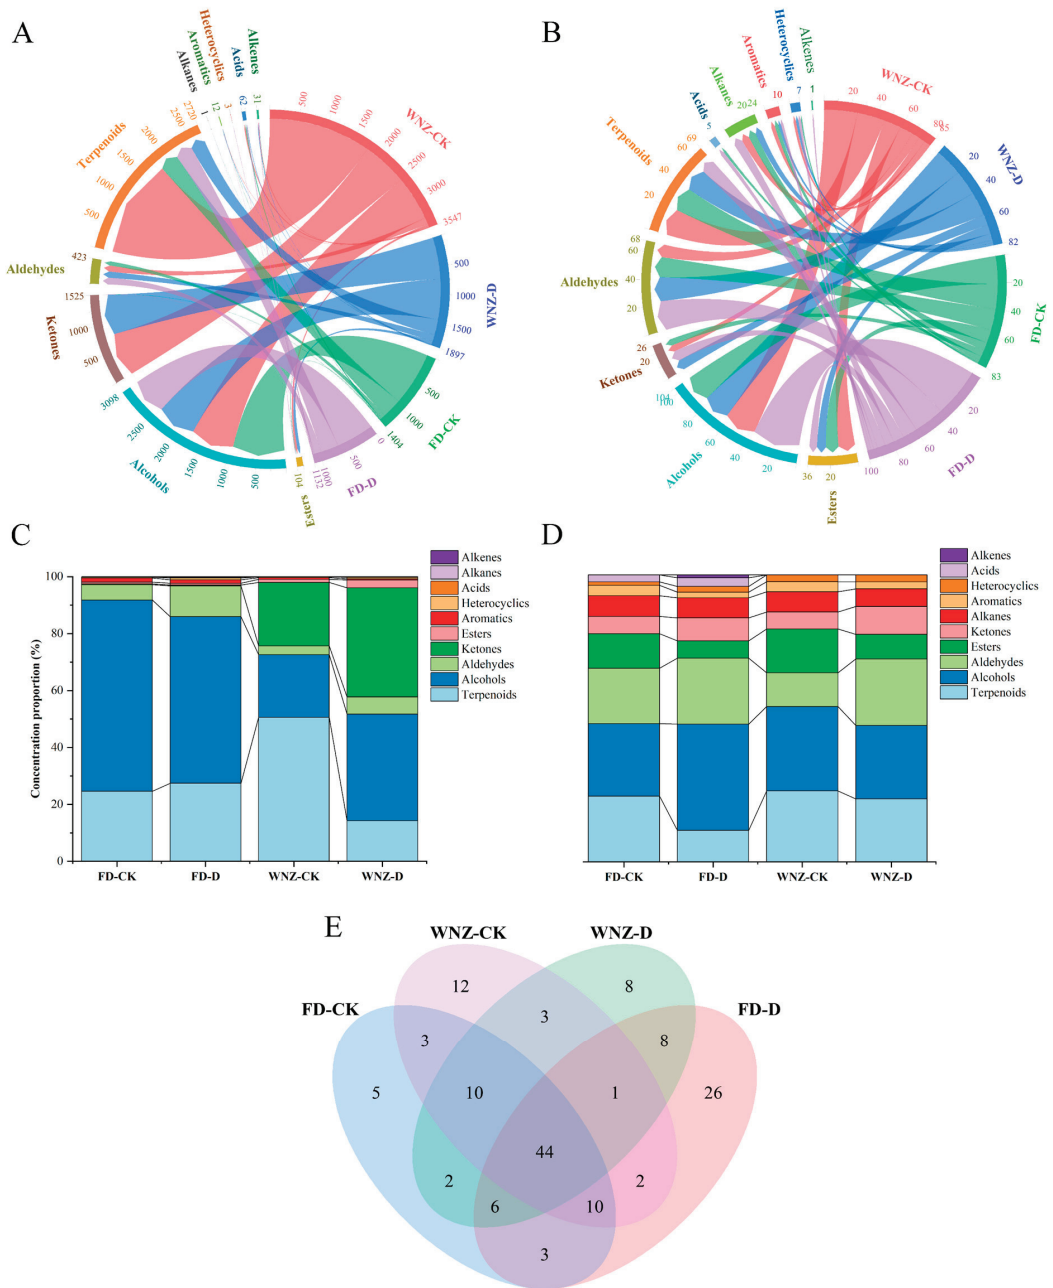 A
Alkanes
Aromatics
Heterocyclics
Acids
Alkenes
1
12
3
62
31
Terpenoids
500
1000
1500
2000
2500
2720
WNZ-CK
500
1000
1500
2000
2500
3000
3547
Aldehydes
423
WNZ-D
500
1000
1500
1897
Ketones
1525
1000
500
FD-CK
500
1000
1404
Alcohols
3098
2500
2000
1500
1000
500
Esters
104
FD-D
0
500
1000
1132
B
Acids
Alkanes
Aromatics
Heterocyclics
Alkenes
5
20
24
10
7
1
Terpenoids
20
40
60
69
WNZ-CK
20
40
60
80
85
WNZ-D
20
40
60
82
Aldehydes
68
60
40
20
FD-CK
20
40
60
83
Ketones
26
20
Alcohols
104
100
80
60
40
20
Esters
36
20
FD-D
20
40
60
80
100
C
Concentration proportion (%)
100
80
60
40
20
0
FD-CK
FD-D
WNZ-CK
WNZ-D
Alkenes
Alkanes
Acids
Heterocyclics
Aromatics
Esters
Ketones
Aldehydes
Alcohols
Terpenoids
D
FD-CK
FD-D
WNZ-CK
WNZ-D
Alkenes
Acids
Heterocyclics
Aromatics
Alkanes
Ketones
Esters
Aldehydes
Alcohols
Terpenoids
E
WNZ-CK
WNZ-D
FD-CK
FD-D
12
8
3
3
8
5
10
1
26
44
2
2
6
10
3